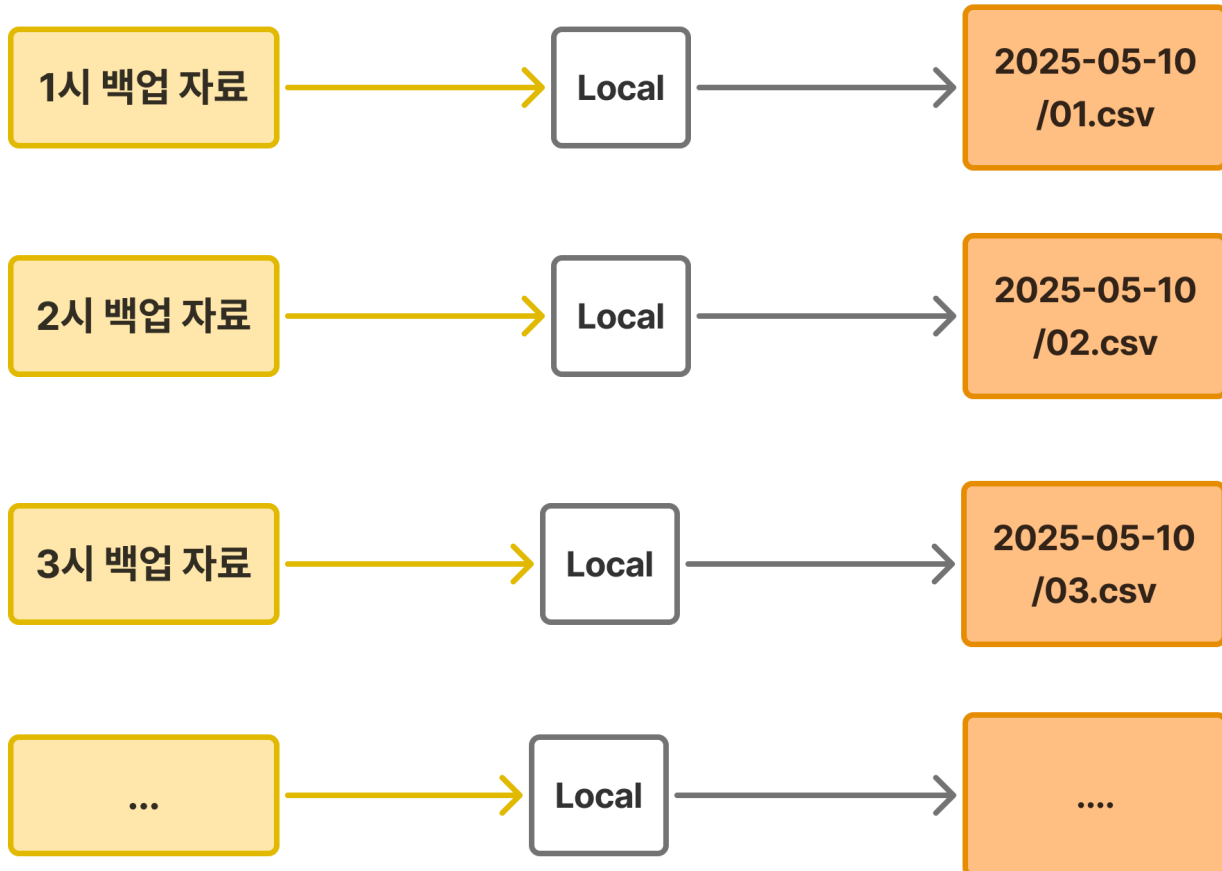 1시 백업 자료
Local
2025-05-10
/01.csv
2시 백업 자료
Local
2025-05-10
/02.csv
3시 백업 자료
Local
2025-05-10
/03.csv
...
Local
....